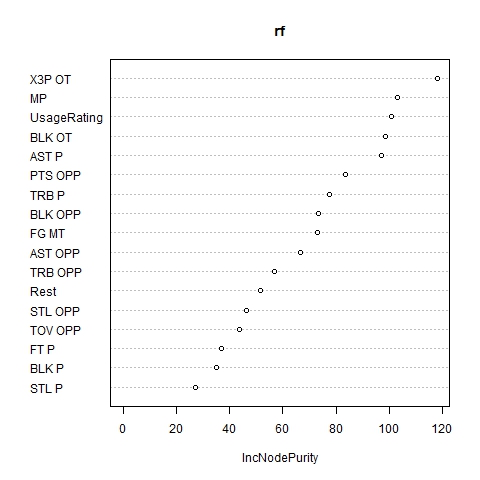 rf
X3P OT
MP
UsageRating
BLK OT
AST P
PTS OPP
TRB P
BLK OPP
FG MT
AST OPP
TRB OPP
Rest
STL OPP
TOV OPP
FT P
BLK P
STL P
0 20 40 60 80 100 120
IncNodePurity